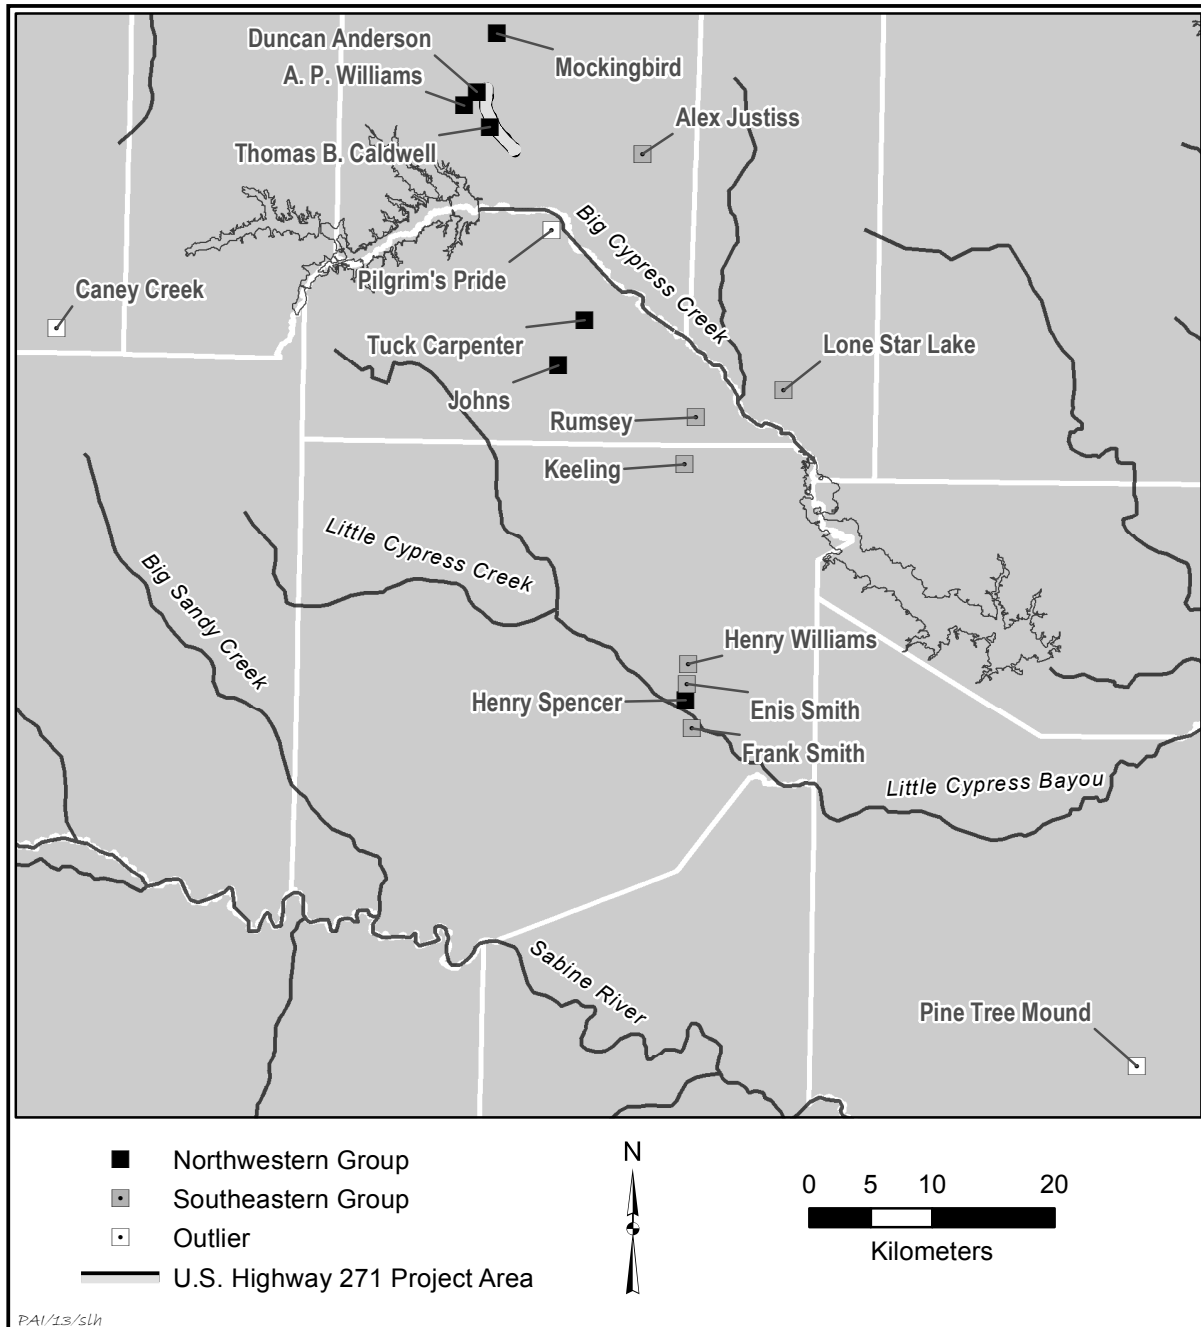 Duncan Anderson
Mockingbird
A. P. Williams
Alex Justiss
Thomas B. Caldwell
Big Cypress Creek
Pilgrim's Pride
Caney Creek
Tuck Carpenter
Lone Star Lake
Johns
Rumsey
Keeling
Little Cypress Creek
Big Sandy Creek
Henry Williams
Henry Spencer
Enis Smith
Frank Smith
Little Cypress Bayou
Sabine River
Pine Tree Mound
Northwestern Group
Southeastern Group
Outlier
U.S. Highway 271 Project Area
N
0 5 10 20
Kilometers
PAI/13/slh